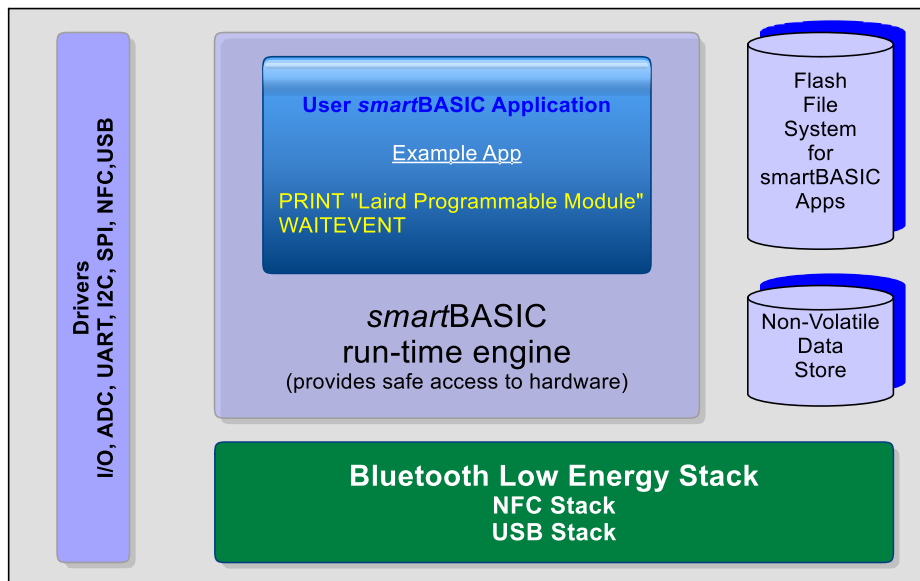 Drivers
I/O, ADC, UART, I2C, SPI, NFC,USB
User smartBASIC Application
Example App
PRINT "Laird Programmable Module"
WAITEVENT
smartBASIC
run-time engine
(provides safe access to hardware)
Flash
File
System
for
smartBASIC
Apps
Non-Volatile
Data
Store
Bluetooth Low Energy Stack
NFC Stack
USB Stack